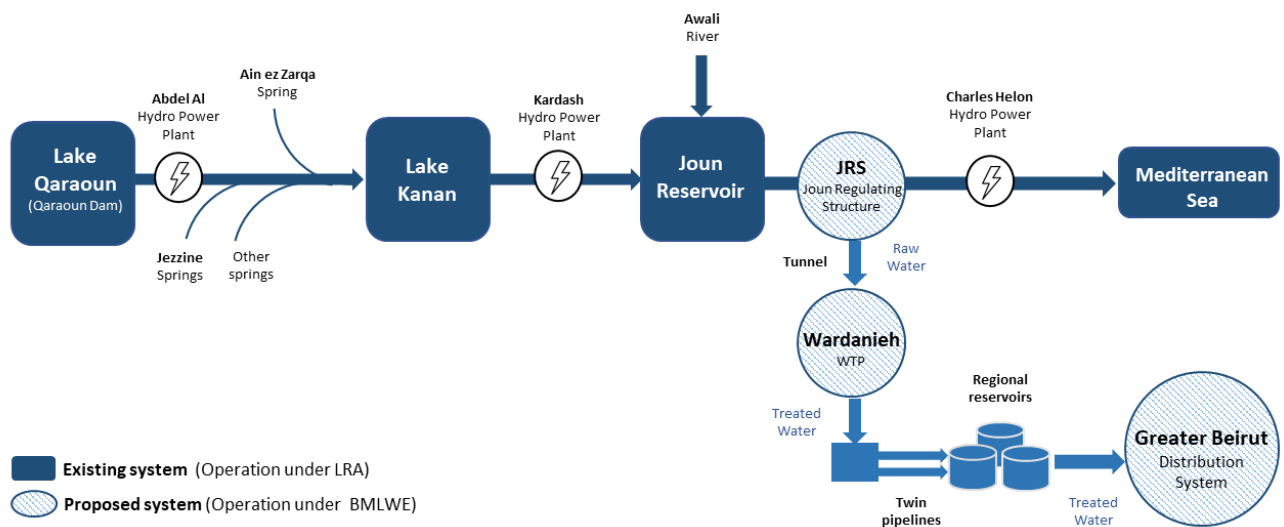 Awali
River
Ain ez Zarqa
Spring
Abdel Al
Hydro Power
Plant
Kardash
Hydro Power
Plant
Charles Helon
Hydro Power
Plant
Lake
Qaraoun
(Qaraoun Dam)
Lake
Kanan
Joun
Reservoir
JRS
Joun Regulating
Structure
Mediterranean
Sea
Jezzine
Springs
Other
springs
Tunnel
Raw
Water
Wardanieh
WTP
Treated
Water
Regional
reservoirs
Twin
pipelines
Treated
Water
Greater Beirut
Distribution
System
Existing system (Operation under LRA)
Proposed system (Operation under BMLWE)